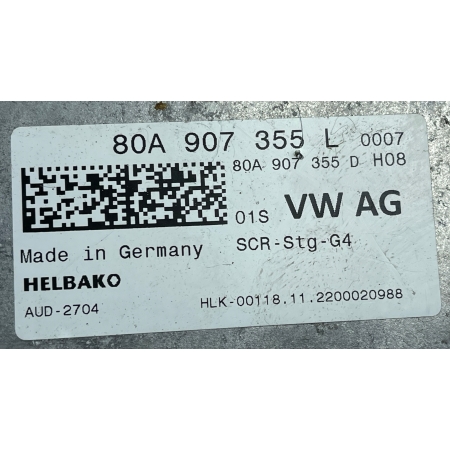 80A 907 355 L 0007
80A 907 355 D H08
01S VW AG
SCR-Stg-G4
Made in Germany
HELBAKO
AUD-2704
HLK-00118.11.2200020988